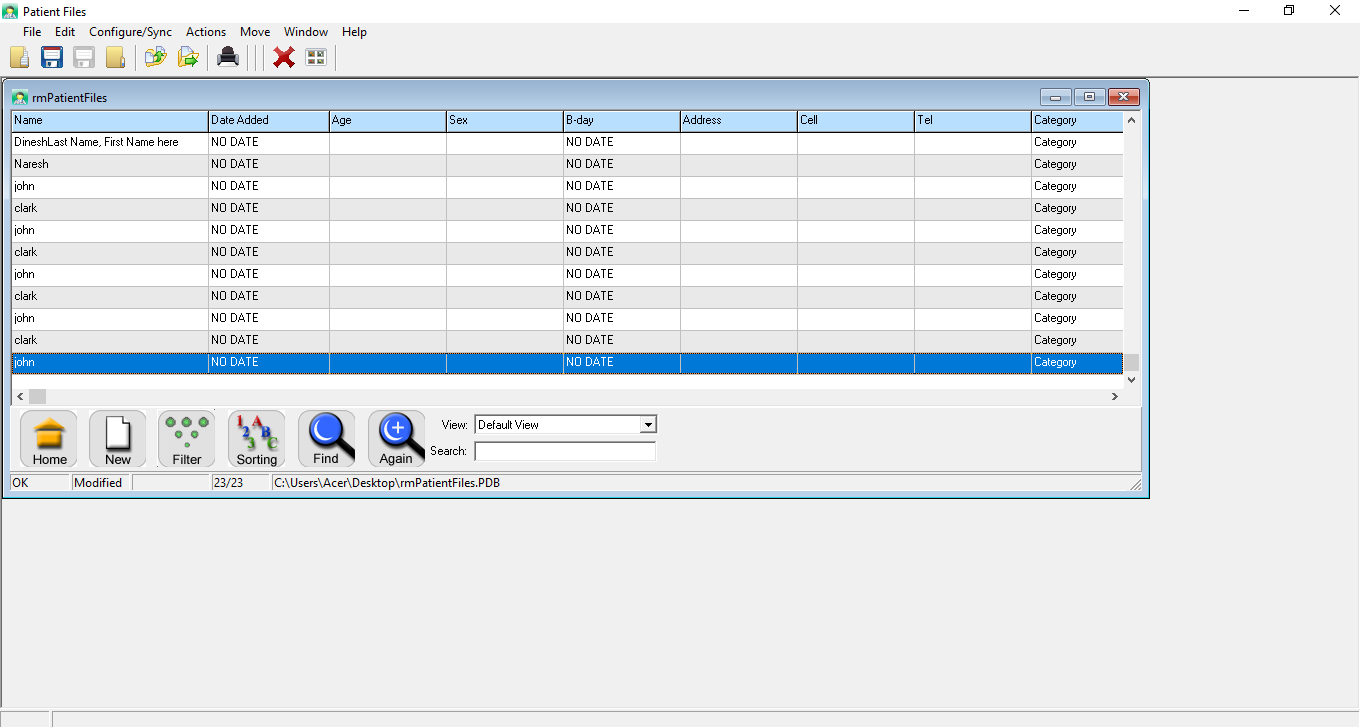 Patient Files
File Edit Configure/Sync Actions Move Window Help
rmPatientFiles
Name Date Added Age Sex B-day Address Cell Tel Category
DineshLast Name, First Name here NO DATE NO DATE Category
Naresh NO DATE NO DATE Category
john NO DATE NO DATE Category
clark NO DATE NO DATE Category
john NO DATE NO DATE Category
clark NO DATE NO DATE Category
john NO DATE NO DATE Category
clark NO DATE NO DATE Category
john NO DATE NO DATE Category
clark NO DATE NO DATE Category
john NO DATE NO DATE Category
Home New Filter Sorting Find Again
View: Default View
Search:
OK Modified 23/23 C:\Users\Acer\Desktop\rmPatientFiles.PDB